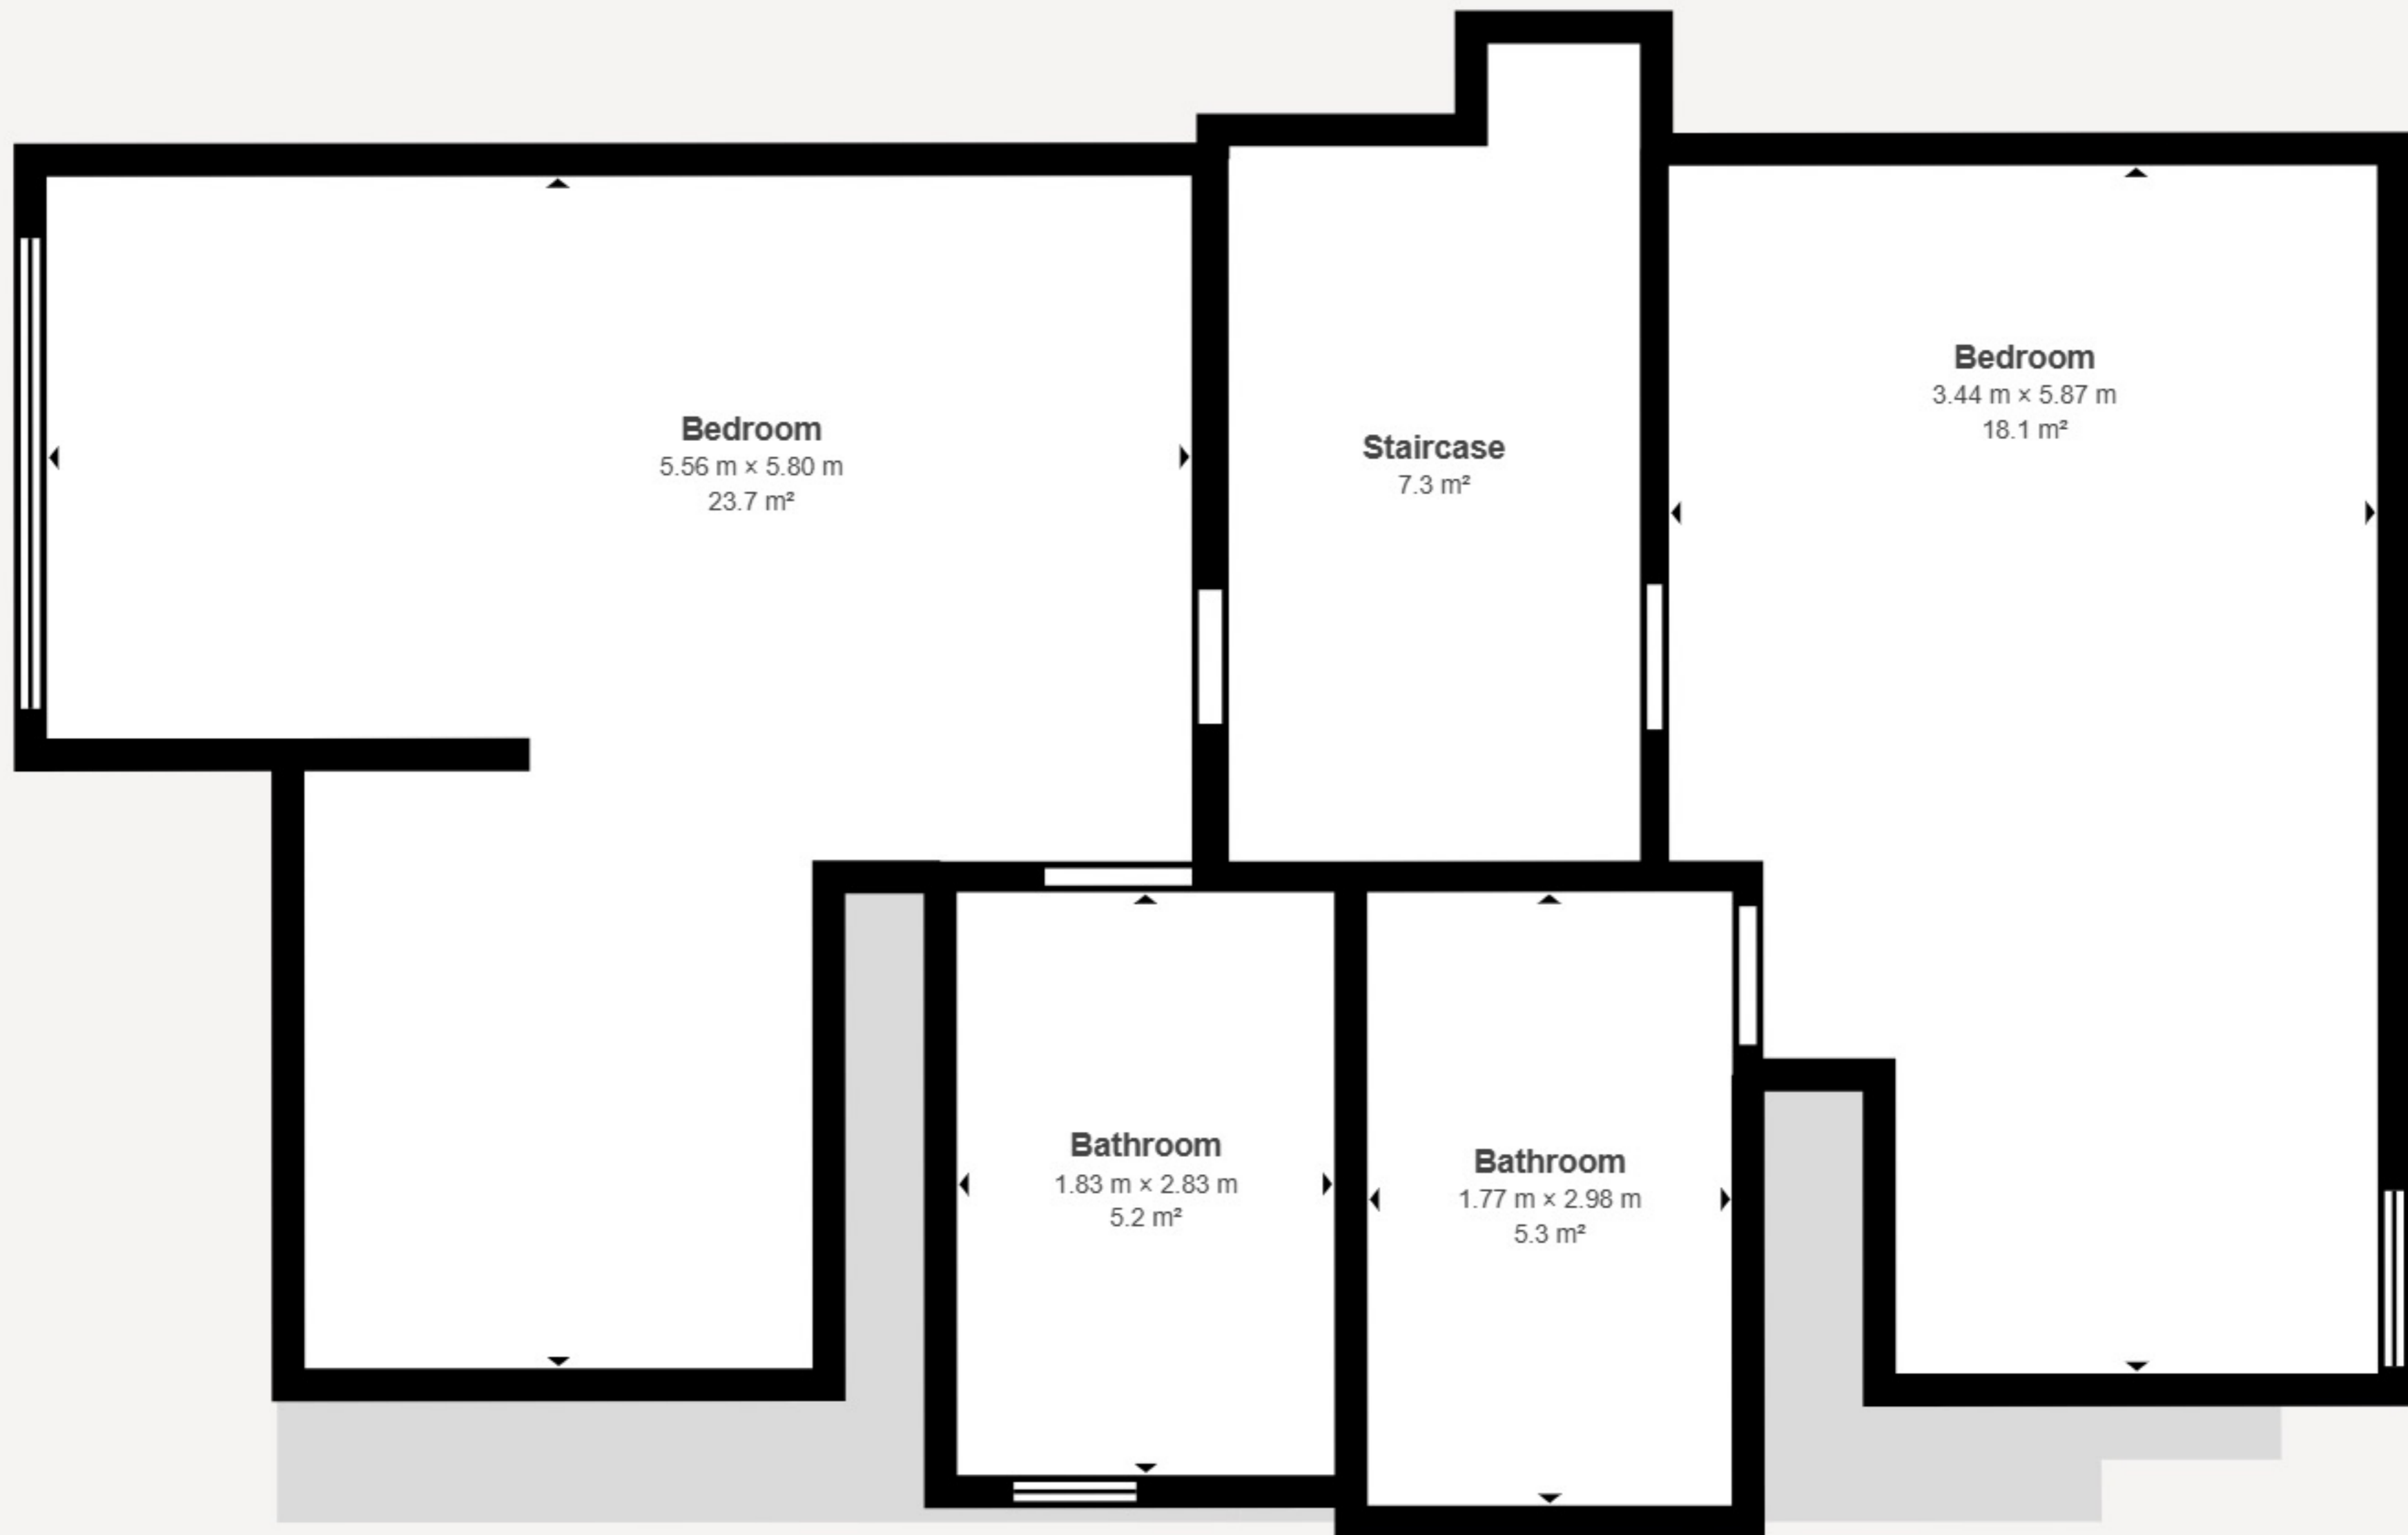 Bedroom
5.56 m × 5.80 m
23.7 m²
Staircase
7.3 m²
Bedroom
3.44 m × 5.87 m
18.1 m²
Bathroom
1.83 m × 2.83 m
5.2 m²
Bathroom
1.77 m × 2.98 m
5.3 m²